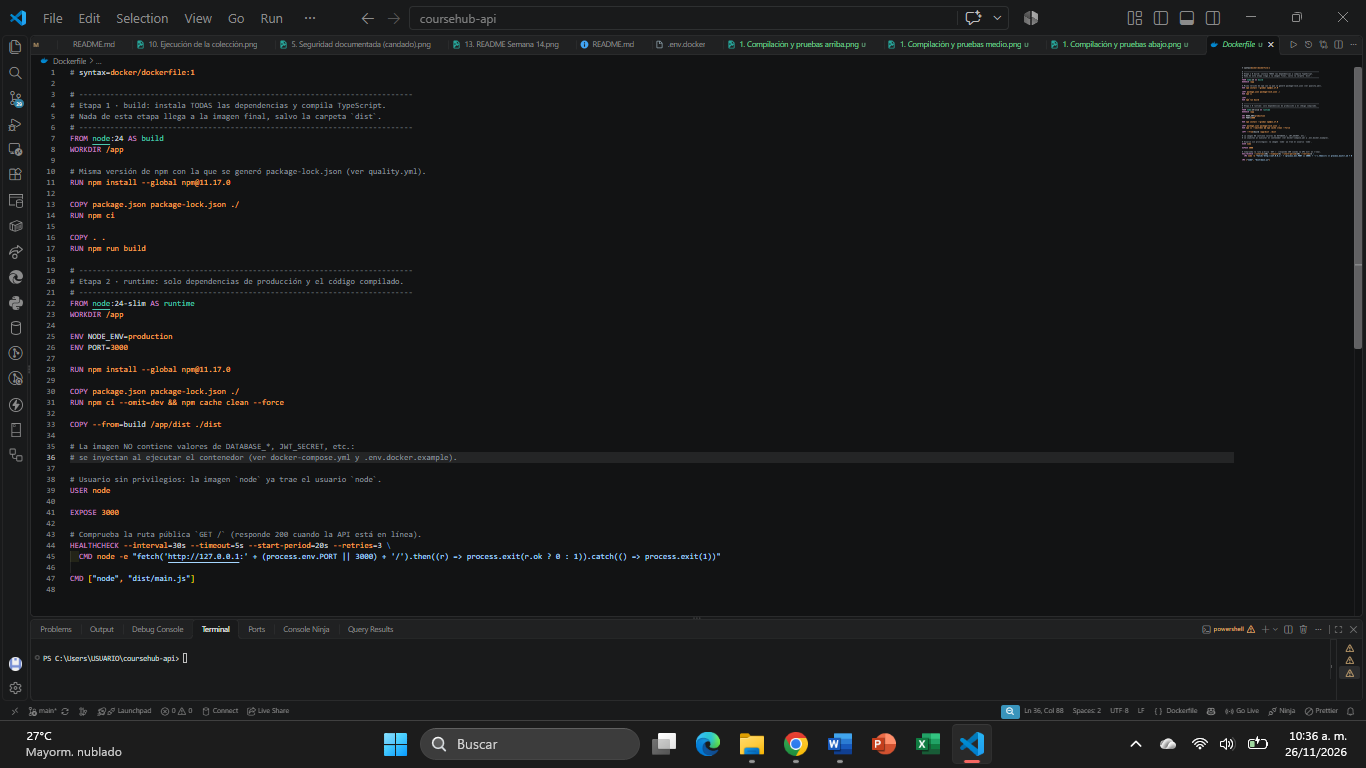 File Edit Selection View Go Run ··· coursehub-api
README.md 10. Ejecución de la colección.png 5. Seguridad documentada (candado).png 13. README Semana 14.png README.md .env.docker 1. Compilación y pruebas arriba.png U 1. Compilación y pruebas medio.png U 1. Compilación y pruebas abajo.png U Dockerfile U
Dockerfile > ...
1 # syntax=docker/dockerfile:1
2
3 # ---------------------------------------------------------------------------
4 # Etapa 1 · build: instala TODAS las dependencias y compila TypeScript.
5 # Nada de esta etapa llega a la imagen final, salvo la carpeta `dist`.
6 # ---------------------------------------------------------------------------
7 FROM node:24 AS build
8 WORKDIR /app
9
10 # Misma versión de npm con la que se generó package-lock.json (ver quality.yml).
11 RUN npm install --global npm@11.17.0
12
13 COPY package.json package-lock.json ./
14 RUN npm ci
15
16 COPY . .
17 RUN npm run build
18
19 # ---------------------------------------------------------------------------
20 # Etapa 2 · runtime: solo dependencias de producción y el código compilado.
21 # ---------------------------------------------------------------------------
22 FROM node:24-slim AS runtime
23 WORKDIR /app
24
25 ENV NODE_ENV=production
26 ENV PORT=3000
27
28 RUN npm install --global npm@11.17.0
29
30 COPY package.json package-lock.json ./
31 RUN npm ci --omit=dev && npm cache clean --force
32
33 COPY --from=build /app/dist ./dist
34
35 # La imagen NO contiene valores de DATABASE_*, JWT_SECRET, etc.:
36 # se inyectan al ejecutar el contenedor (ver docker-compose.yml y .env.docker.example).
37
38 # Usuario sin privilegios: la imagen `node` ya trae el usuario `node`.
39 USER node
40
41 EXPOSE 3000
42
43 # Comprueba la ruta pública `GET /` (responde 200 cuando la API está en línea).
44 HEALTHCHECK --interval=30s --timeout=5s --start-period=20s --retries=3 \
45 CMD node -e "fetch('http://127.0.0.1:' + (process.env.PORT || 3000) + '/').then((r) => process.exit(r.ok ? 0 : 1)).catch(() => process.exit(1))"
46
47 CMD ["node", "dist/main.js"]
48
Problems Output Debug Console Terminal Ports Console Ninja Query Results powershell
PS C:\Users\USUARIO\coursehub-api>
main* Launchpad 0 0 Connect Live Share Ln 36, Col 88 Spaces: 2 UTF-8 LF { } Dockerfile Go Live Ninja Prettier
27°C
Mayorm. nublado
Buscar
10:36 a. m.
26/11/2026